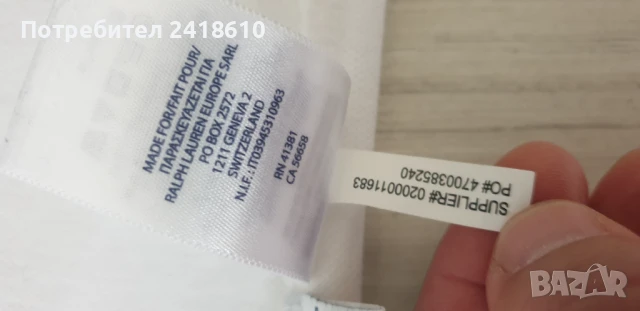 Потребител 2418610
MADE FOR/FAIT POUR/
ΠΑΡΑΣΚΕΥΑΖΕΤΑΙ ΓΙΑ
RALPH LAUREN EUROPE SARL
PO BOX 2572
1211 GENEVA 2
SWITZERLAND
N.I.F.: IT03945310963
RN 41381
CA 56658
SUPPLIER# 0200011683
PO# 4700385240
BAZAR